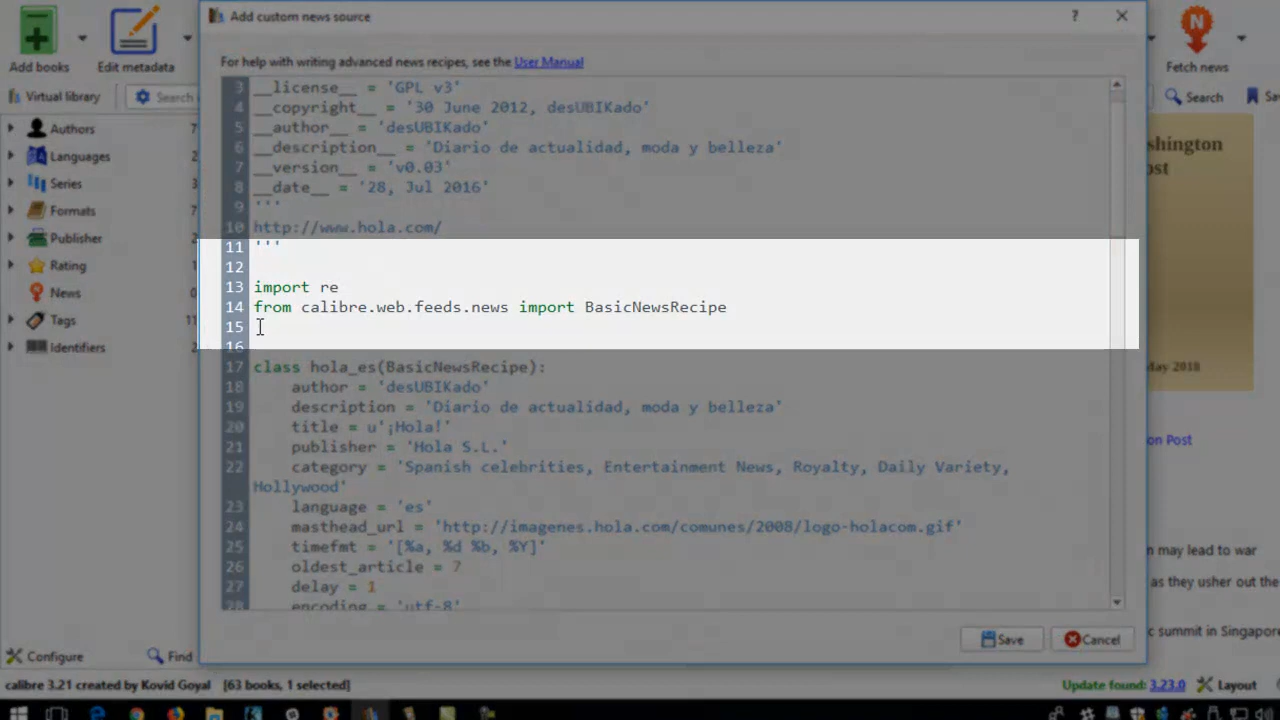 Add custom news source
?
Add books
Edit metadata
Fetch news
For help with writing advanced news recipes, see the User Manual
Virtual library
Search
Search
Authors
Languages
Series
Formats
Publisher
Rating
News
Tags
Identifiers
3 __license__ = 'GPL v3'
4 __copyright__ = '30 June 2012, desUBIKado'
5 __author__ = 'desUBIKado'
6 __description__ = 'Diario de actualidad, moda y belleza'
7 __version__ = 'v0.03'
8 __date__ = '28, Jul 2016'
9 '''
10 http://www.hola.com/
11 '''
12
13 import re
14 from calibre.web.feeds.news import BasicNewsRecipe
15
16
17 class hola_es(BasicNewsRecipe):
18 author = 'desUBIKado'
19 description = 'Diario de actualidad, moda y belleza'
20 title = u'¡Hola!'
21 publisher = 'Hola S.L.'
22 category = 'Spanish celebrities, Entertainment News, Royalty, Daily Variety,
Hollywood'
23 language = 'es'
24 masthead_url = 'http://imagenes.hola.com/comunes/2008/logo-holacom.gif'
25 timefmt = '[%a, %d %b, %Y]'
26 oldest_article = 7
27 delay = 1
28 encoding = 'utf-8'
shington
ost
May 2018
on Post
n may lead to war
as they usher out the
c summit in Singapore
Save
Cancel
Configure
Find
calibre 3.21 created by Kovid Goyal [63 books, 1 selected]
Update found: 3.23.0
Layout